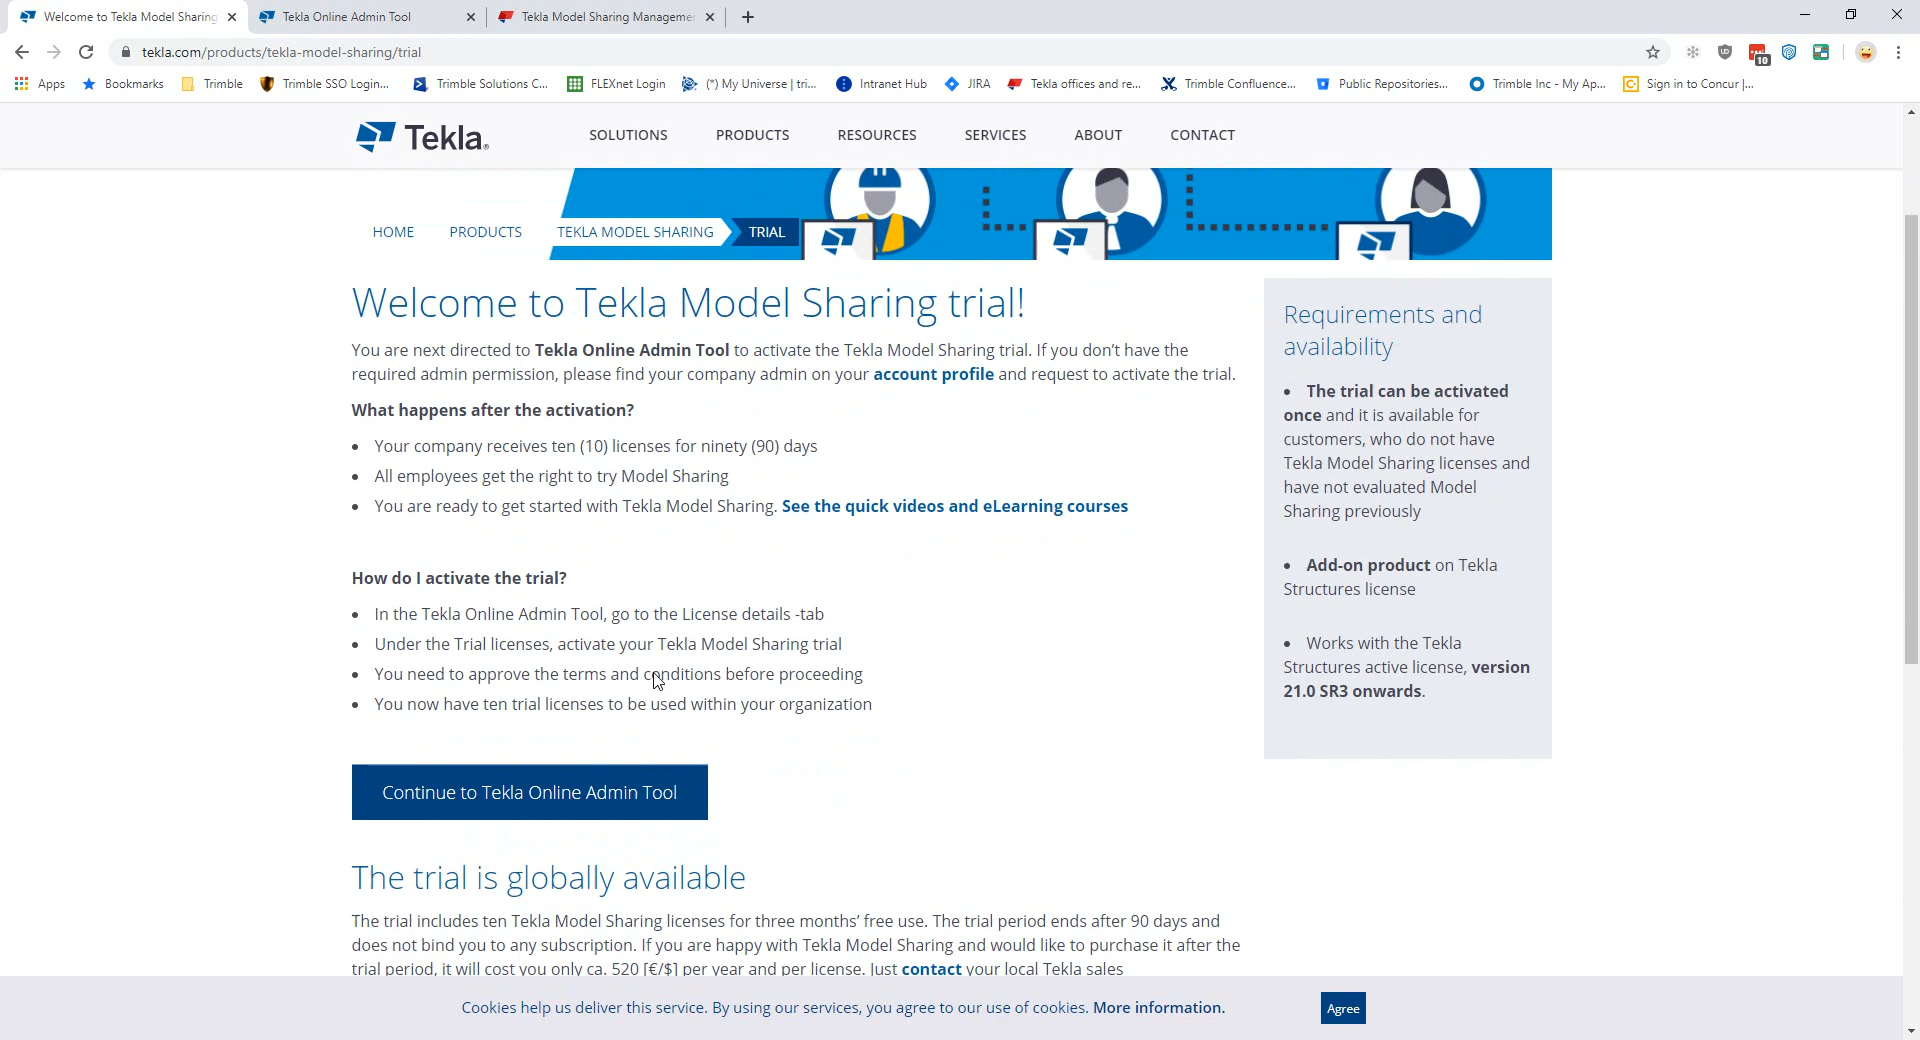 Welcome to Tekla Model Sharing
Tekla Online Admin Tool
Tekla Model Sharing Manageme
tekla.com/products/tekla-model-sharing/trial
10
Apps
Bookmarks
Trimble
Trimble SSO Login...
Trimble Solutions C...
FLEXnet Login
(*) My Universe | tri...
Intranet Hub
JIRA
Tekla offices and re...
Trimble Confluence...
Public Repositories...
Trimble Inc - My Ap...
Sign in to Concur |...
Tekla®
SOLUTIONS
PRODUCTS
RESOURCES
SERVICES
ABOUT
CONTACT
HOME
PRODUCTS
TEKLA MODEL SHARING
TRIAL
Welcome to Tekla Model Sharing trial!
You are next directed to Tekla Online Admin Tool to activate the Tekla Model Sharing trial. If you don’t have the
required admin permission, please find your company admin on your account profile and request to activate the trial.
What happens after the activation?
• Your company receives ten (10) licenses for ninety (90) days
• All employees get the right to try Model Sharing
• You are ready to get started with Tekla Model Sharing. See the quick videos and eLearning courses
How do I activate the trial?
• In the Tekla Online Admin Tool, go to the License details -tab
• Under the Trial licenses, activate your Tekla Model Sharing trial
• You need to approve the terms and conditions before proceeding
• You now have ten trial licenses to be used within your organization
Continue to Tekla Online Admin Tool
The trial is globally available
The trial includes ten Tekla Model Sharing licenses for three months’ free use. The trial period ends after 90 days and
does not bind you to any subscription. If you are happy with Tekla Model Sharing and would like to purchase it after the
trial period, it will cost you only ca. 520 [€/$] per year and per license. Just contact your local Tekla sales
Requirements and
availability
• The trial can be activated
once and it is available for
customers, who do not have
Tekla Model Sharing licenses and
have not evaluated Model
Sharing previously
• Add-on product on Tekla
Structures license
• Works with the Tekla
Structures active license, version
21.0 SR3 onwards.
Cookies help us deliver this service. By using our services, you agree to our use of cookies. More information.
Agree